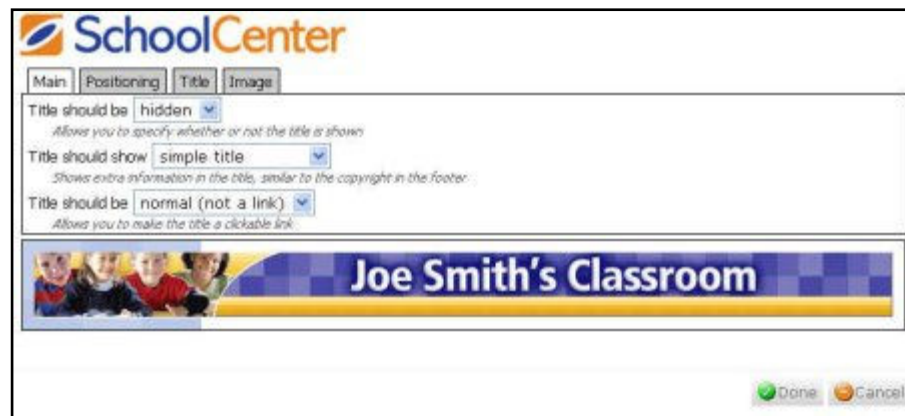 SchoolCenter
Main Positioning Title Image
Title should be hidden
Allows you to specify whether or not the title is shown
Title should show simple title
Shows extra information in the title, similar to the copyright in the footer
Title should be normal (not a link)
Allows you to make the title a clickable link
Joe Smith's Classroom
Done Cancel